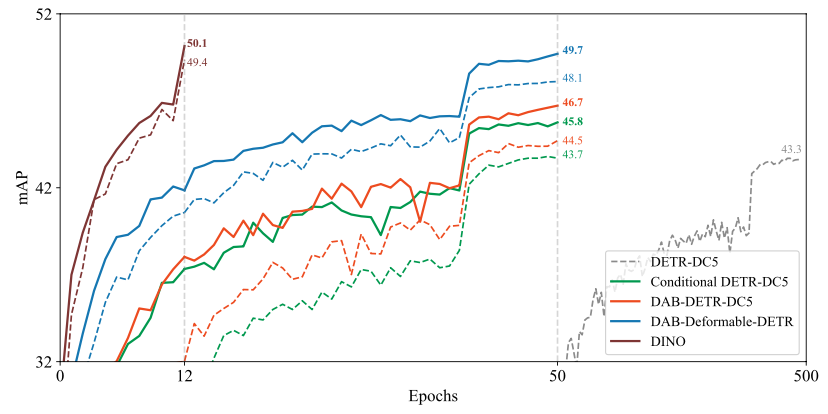 52
50.1
49.7
49.4
48.1
46.7
45.8
44.5
43.7
43.3
mAP
42
DETR-DC5
Conditional DETR-DC5
DAB-DETR-DC5
DAB-Deformable-DETR
DINO
32
0
12
50
500
Epochs